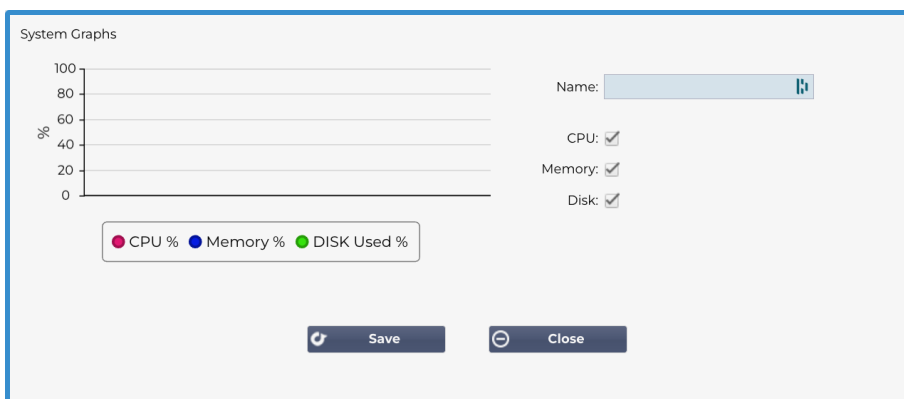 System Graphs
100
80
60
40
20
0
%
CPU % Memory % DISK Used %
Name:
CPU:
Memory:
Disk:
Save Close